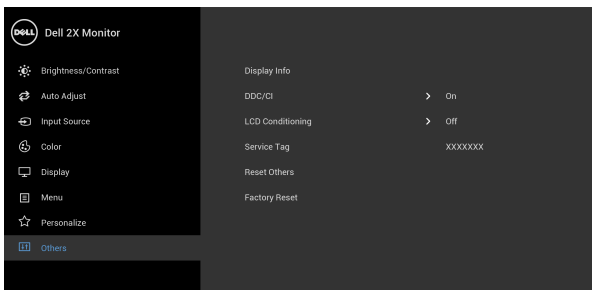 DELL
Dell 2X Monitor
Brightness/Contrast
Auto Adjust
Input Source
Color
Display
Menu
Personalize
Others
Display Info
DDC/CI > On
LCD Conditioning > Off
Service Tag XXXXXXX
Reset Others
Factory Reset